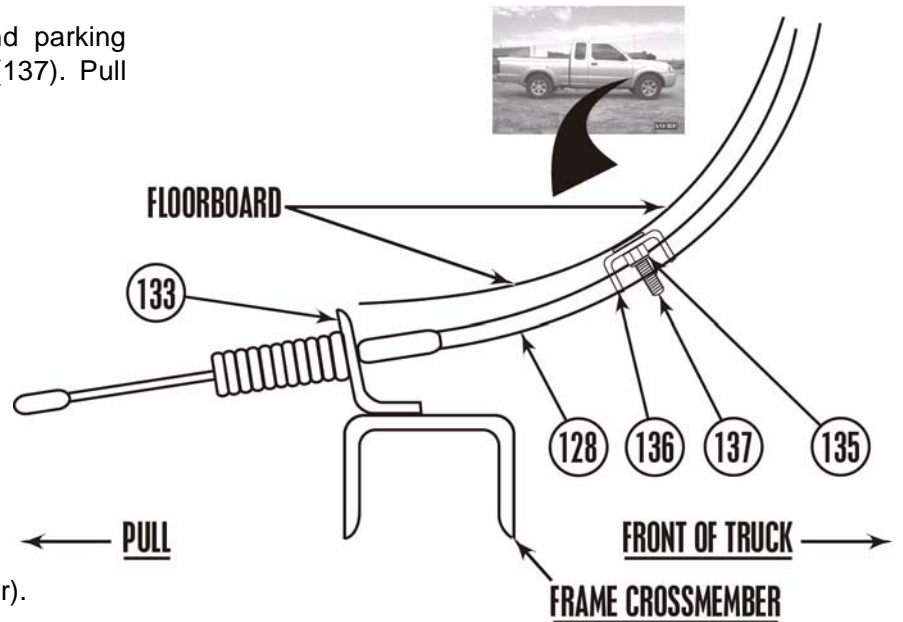 nd parking
(137). Pull
FLOORBOARD
133
128
136
137
135
PULL
FRONT OF TRUCK
r).
FRAME CROSSMEMBER